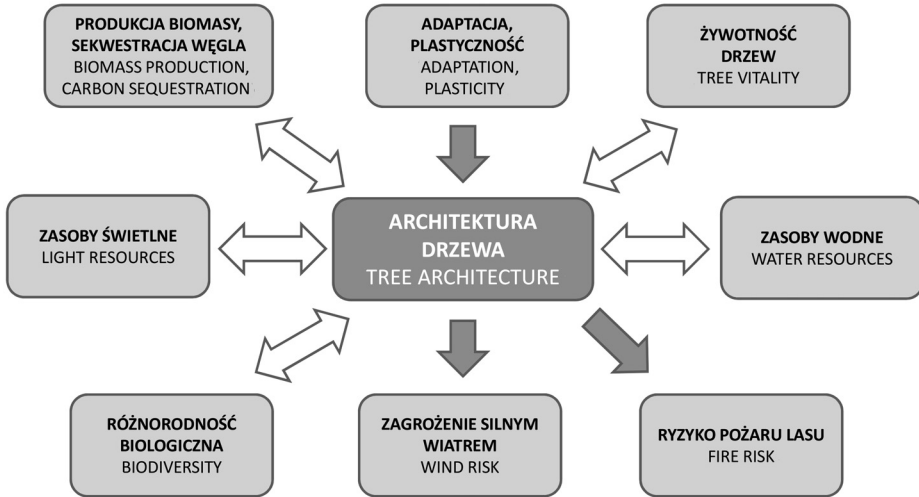 PRODUKCJA BIOMASY,
SEKWESTRACJA WĘGLA
BIOMASS PRODUCTION,
CARBON SEQUESTRATION
ADAPTACJA,
PLASTYCZNOŚĆ
ADAPTATION,
PLASTICITY
ŻYWOTNOŚĆ
DRZEW
TREE VITALITY
ZASOBY ŚWIETLNE
LIGHT RESOURCES
ARCHITEKTURA
DRZEWA
TREE ARCHITECTURE
ZASOBY WODNE
WATER RESOURCES
RÓŻNORODNOŚĆ
BIOLOGICZNA
BIODIVERSITY
ZAGROŻENIE SILNYM
WIATREM
WIND RISK
RYZYKO POŻARU LASU
FIRE RISK